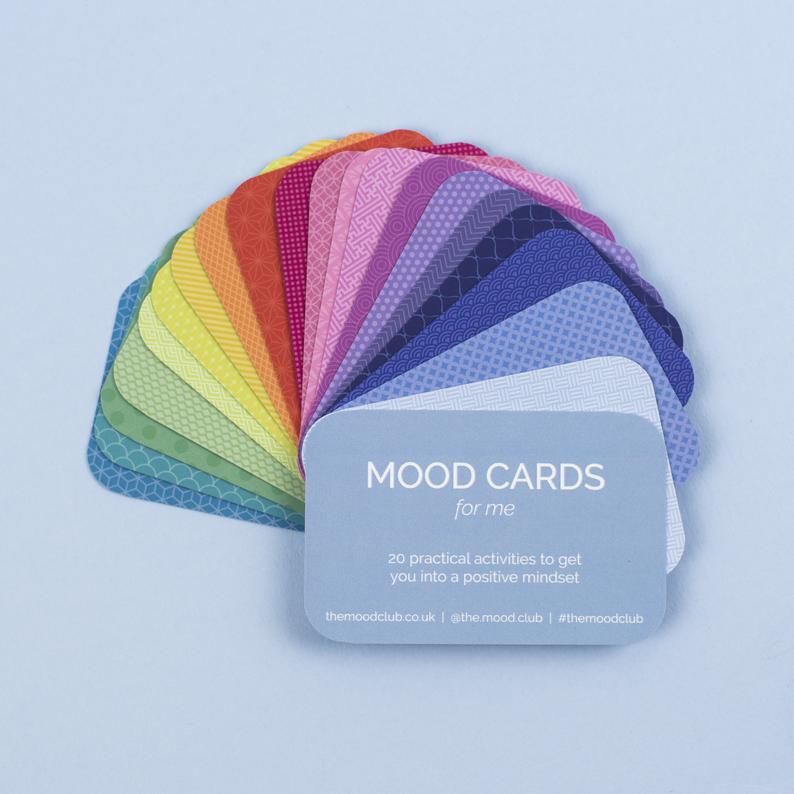 MOOD CARDS
for me
20 practical activities to get
you into a positive mindset
themoodclub.co.uk | @the.mood.club | #themoodclub